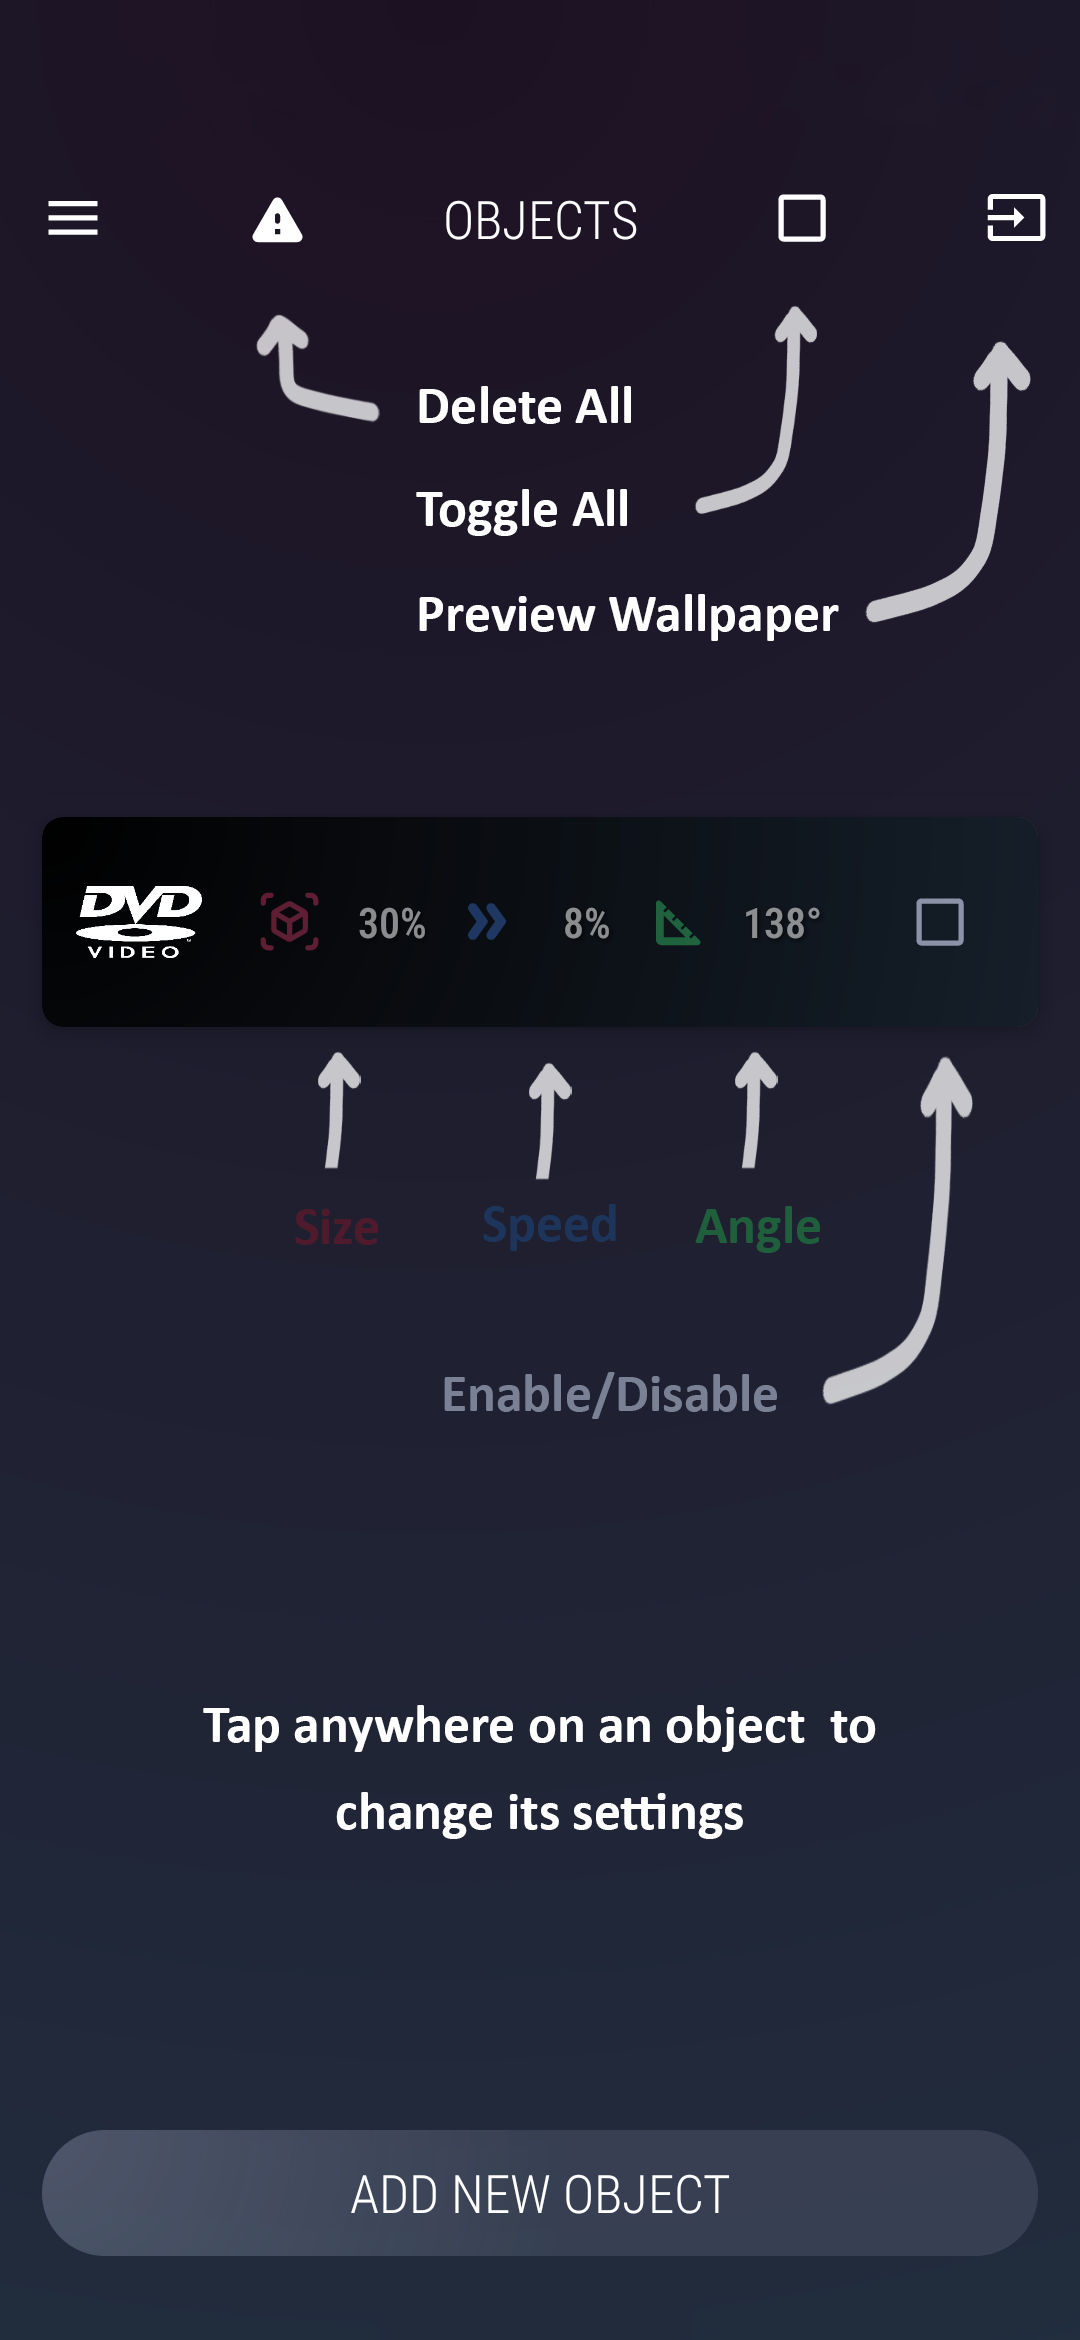 OBJECTS
Delete All
Toggle All
Preview Wallpaper
DVD
VIDEO
30% 8% 138°
Size Speed Angle
Enable/Disable
Tap anywhere on an object to
change its settings
ADD NEW OBJECT